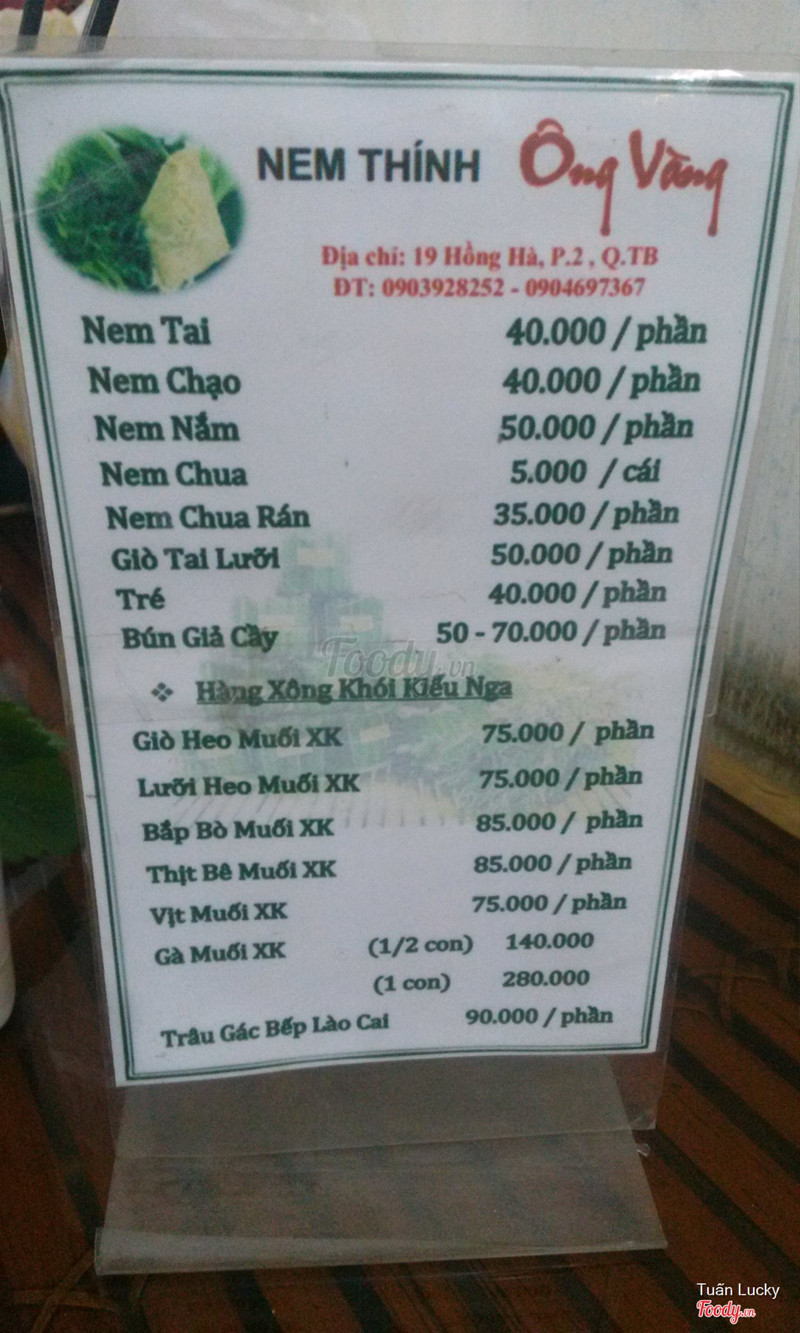 NEM THÍNH Ông Vàng
Địa chỉ: 19 Hồng Hà, P.2 , Q.TB
ĐT: 0903928252 - 0904697367
Nem Tai 40.000 / phần
Nem Chạo 40.000 / phần
Nem Nắm 50.000 / phần
Nem Chua 5.000 / cái
Nem Chua Rán 35.000 / phần
Giò Tai Lưỡi 50.000 / phần
Tré 40.000 / phần
Bún Giả Cầy 50 - 70.000 / phần
Foody.vn
❖ Hàng Xông Khói Kiểu Nga
Giò Heo Muối XK 75.000 / phần
Lưỡi Heo Muối XK 75.000 / phần
Bắp Bò Muối XK 85.000 / phần
Thịt Bê Muối XK 85.000 / phần
Vịt Muối XK 75.000 / phần
Gà Muối XK (1/2 con) 140.000
(1 con) 280.000
Trâu Gác Bếp Lào Cai 90.000 / phần
Tuấn Lucky
Foody.vn